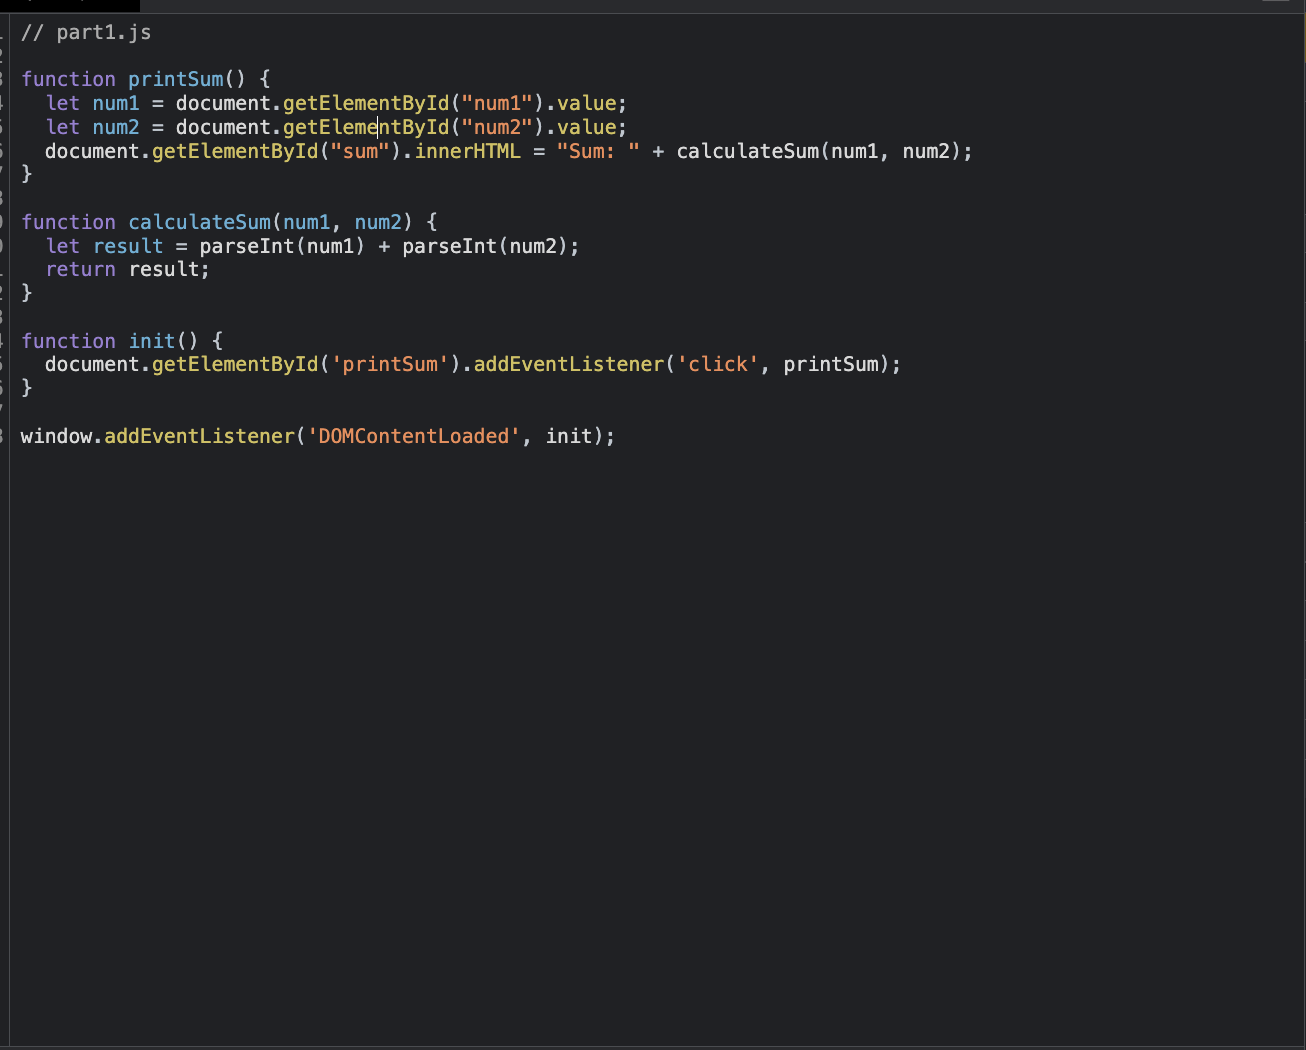 // part1.js
function printSum() {
let num1 = document.getElementById("num1").value;
let num2 = document.getElementById("num2").value;
document.getElementById("sum").innerHTML = "Sum: " + calculateSum(num1, num2);
}
function calculateSum(num1, num2) {
let result = parseInt(num1) + parseInt(num2);
return result;
}
function init() {
document.getElementById('printSum').addEventListener('click', printSum);
}
window.addEventListener('DOMContentLoaded', init);